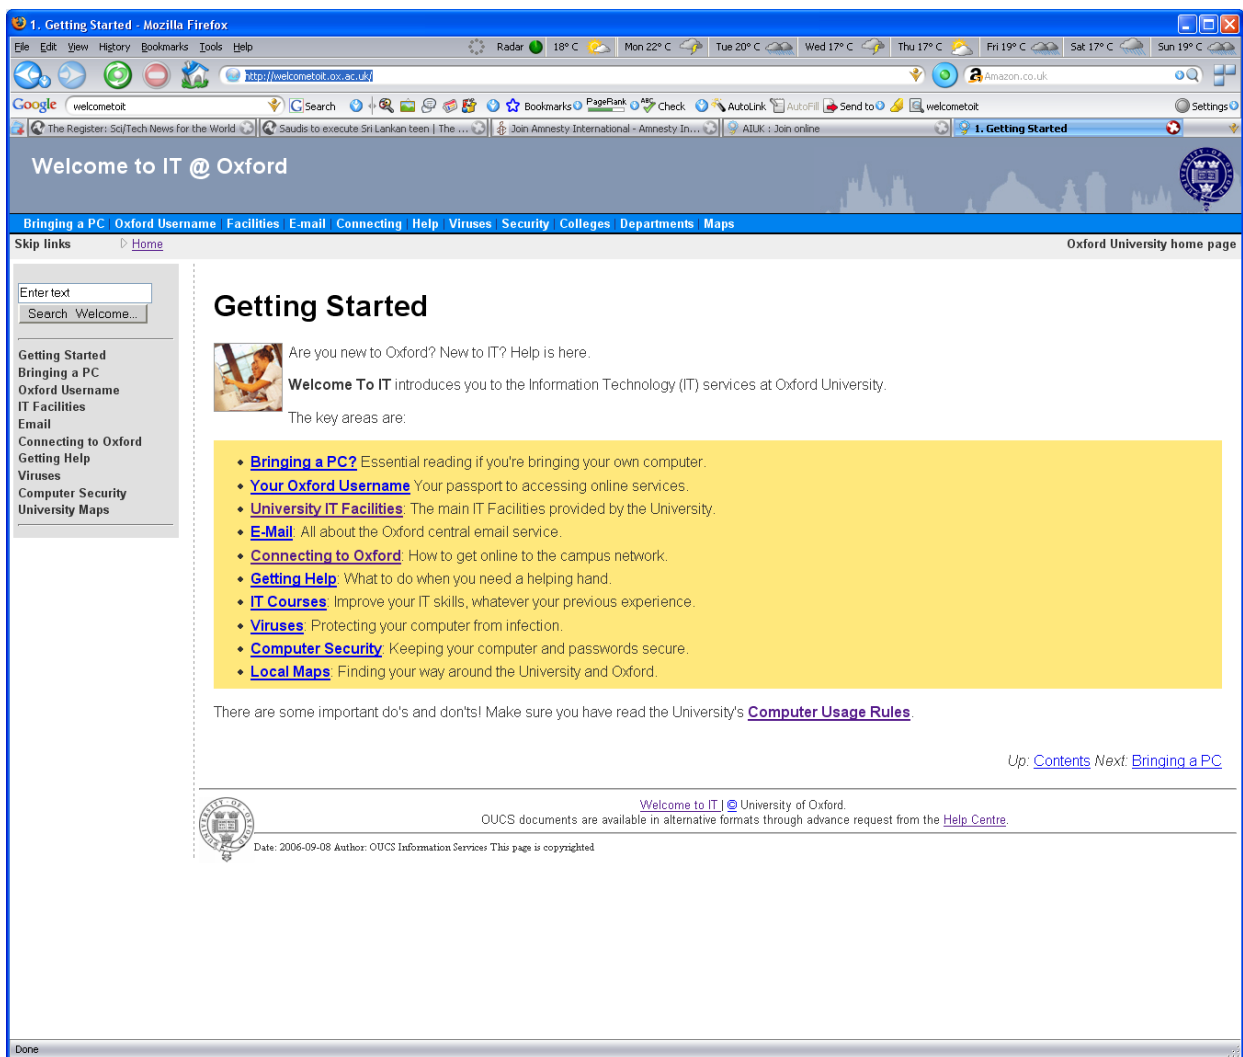 1. Getting Started - Mozilla Firefox
File Edit View History Bookmarks Tools Help Radar 18° C Mon 22° C Tue 20° C Wed 17° C Thu 17° C Fri 19° C Sat 17° C Sun 19° C
http://welcometoit.ox.ac.uk/ Amazon.co.uk
Google welcometoit Search Bookmarks PageRank Check AutoLink AutoFill Send to welcometoit Settings
The Register: Sci/Tech News for the World Saudis to execute Sri Lankan teen | The ... Join Amnesty International - Amnesty In... AIUK : Join online 1. Getting Started
Welcome to IT @ Oxford
Bringing a PC | Oxford Username | Facilities | E-mail | Connecting | Help | Viruses | Security | Colleges | Departments | Maps
Skip links Home Oxford University home page
Enter text
Search Welcome...
Getting Started
Bringing a PC
Oxford Username
IT Facilities
Email
Connecting to Oxford
Getting Help
Viruses
Computer Security
University Maps
Getting Started
Are you new to Oxford? New to IT? Help is here.
Welcome To IT introduces you to the Information Technology (IT) services at Oxford University.
The key areas are:
• Bringing a PC? Essential reading if you're bringing your own computer.
• Your Oxford Username Your passport to accessing online services.
• University IT Facilities: The main IT Facilities provided by the University.
• E-Mail: All about the Oxford central email service.
• Connecting to Oxford: How to get online to the campus network.
• Getting Help: What to do when you need a helping hand.
• IT Courses: Improve your IT skills, whatever your previous experience.
• Viruses: Protecting your computer from infection.
• Computer Security: Keeping your computer and passwords secure.
• Local Maps: Finding your way around the University and Oxford.
There are some important do's and don'ts! Make sure you have read the University's Computer Usage Rules.
Up: Contents Next: Bringing a PC
Welcome to IT | © University of Oxford.
OUCS documents are available in alternative formats through advance request from the Help Centre.
Date: 2006-09-08 Author: OUCS Information Services This page is copyrighted
Done